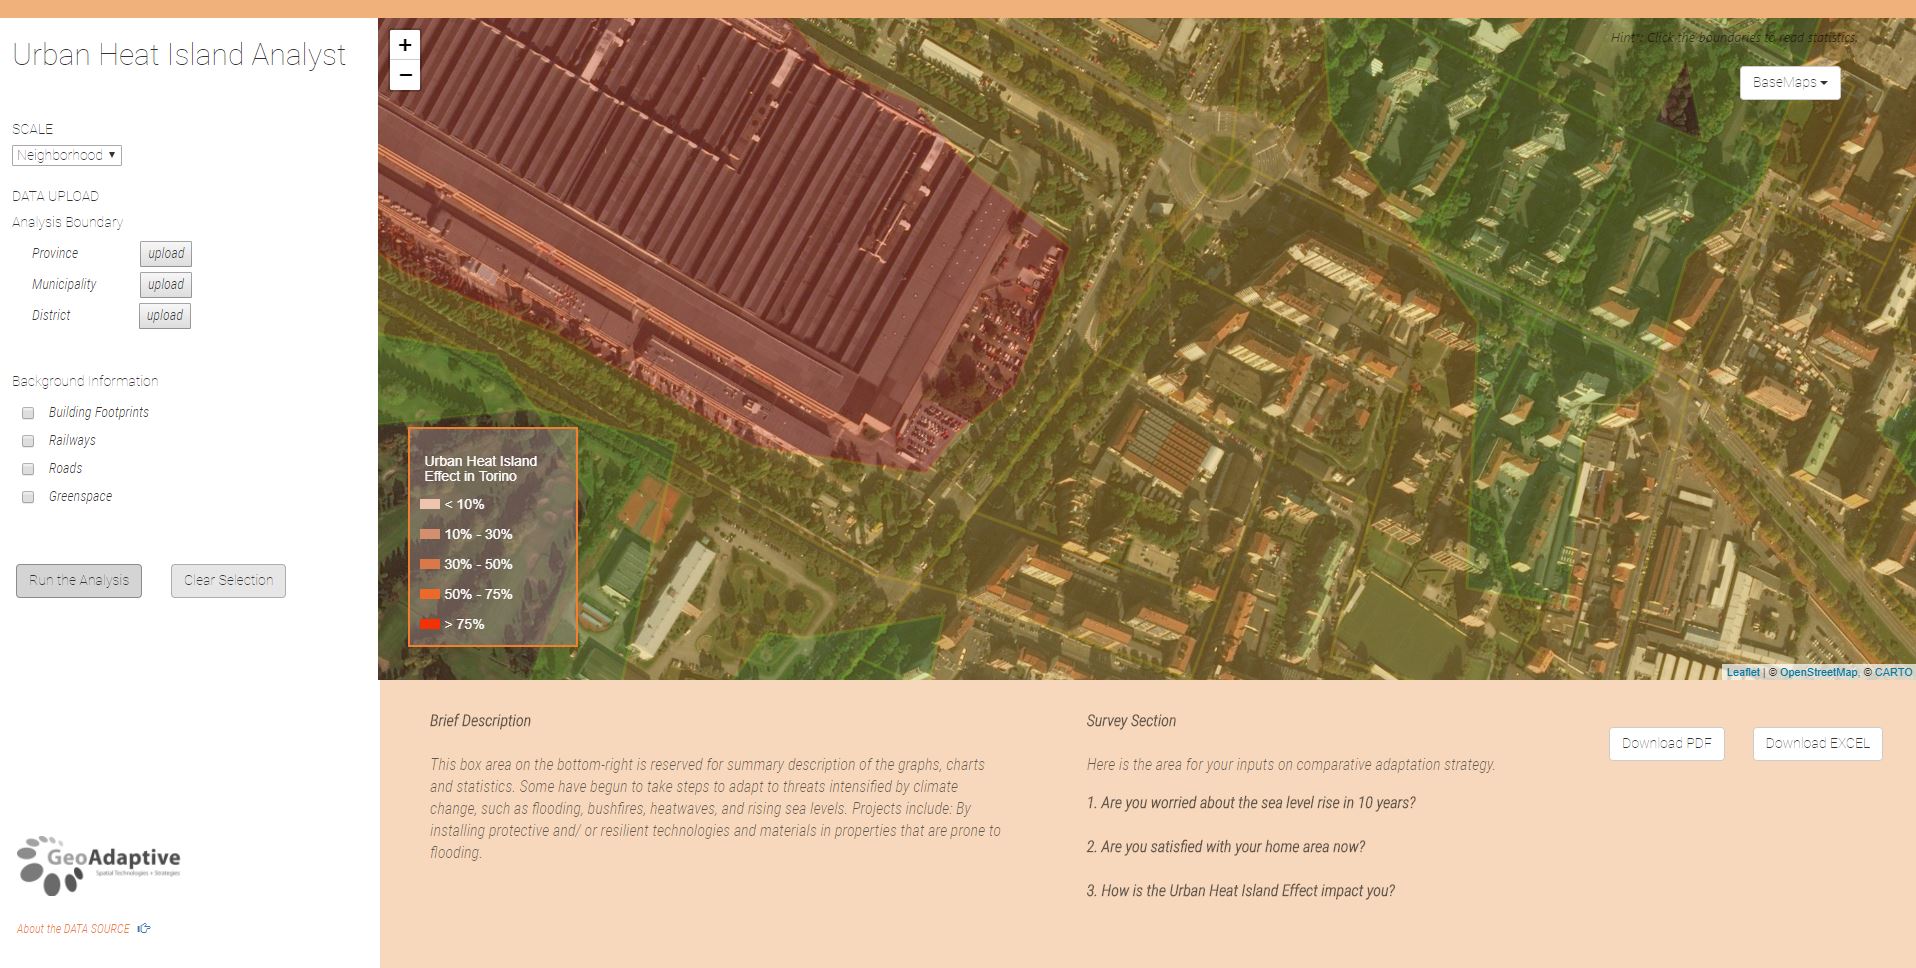 Urban Heat Island Analyst
SCALE
Neighborhood
DATA UPLOAD
Analysis Boundary
Province upload
Municipality upload
District upload
Background Information
Building Footprints
Railways
Roads
Greenspace
Run the Analysis Clear Selection
GeoAdaptive
Spatial Technologies + Strategies
About the DATA SOURCE
+
−
Hint*: Click the boundaries to read statistics.
BaseMaps
Urban Heat Island
Effect in Torino
< 10%
10% - 30%
30% - 50%
50% - 75%
> 75%
Leaflet | © OpenStreetMap, © CARTO
Brief Description
This box area on the bottom-right is reserved for summary description of the graphs, charts
and statistics. Some have begun to take steps to adapt to threats intensified by climate
change, such as flooding, bushfires, heatwaves, and rising sea levels. Projects include: By
installing protective and/ or resilient technologies and materials in properties that are prone to
flooding.
Survey Section
Here is the area for your inputs on comparative adaptation strategy.
1. Are you worried about the sea level rise in 10 years?
2. Are you satisfied with your home area now?
3. How is the Urban Heat Island Effect impact you?
Download PDF Download EXCEL